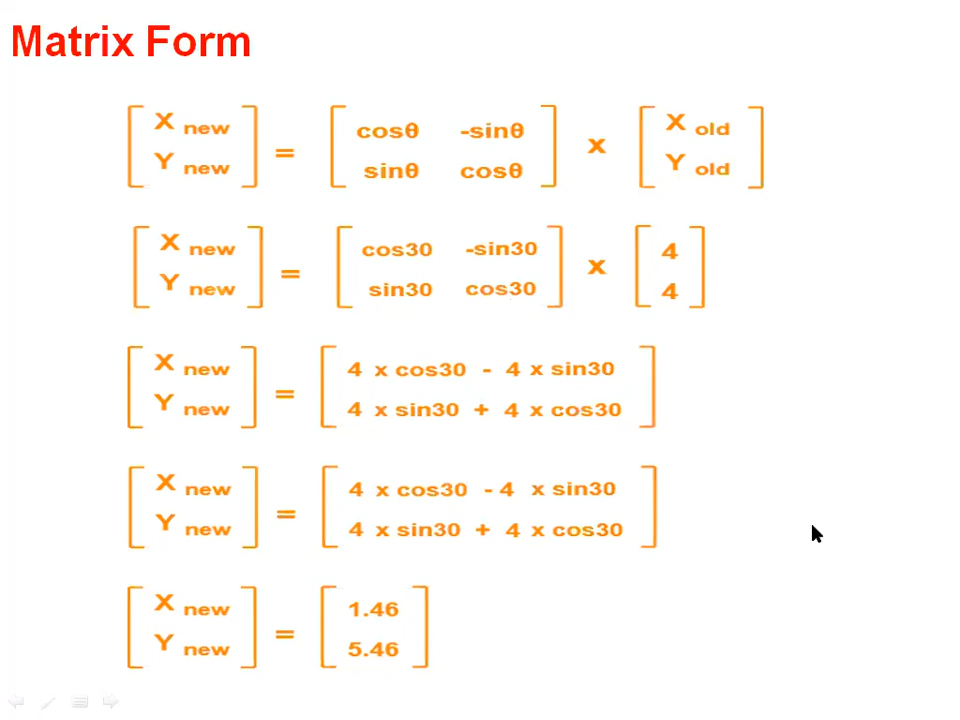 Matrix Form
X new = cosθ -sinθ x X old
Y new sinθ cosθ Y old
X new = cos30 -sin30 x 4
Y new sin30 cos30 4
X new = 4 x cos30 - 4 x sin30
Y new 4 x sin30 + 4 x cos30
X new = 4 x cos30 - 4 x sin30
Y new 4 x sin30 + 4 x cos30
X new = 1.46
Y new 5.46